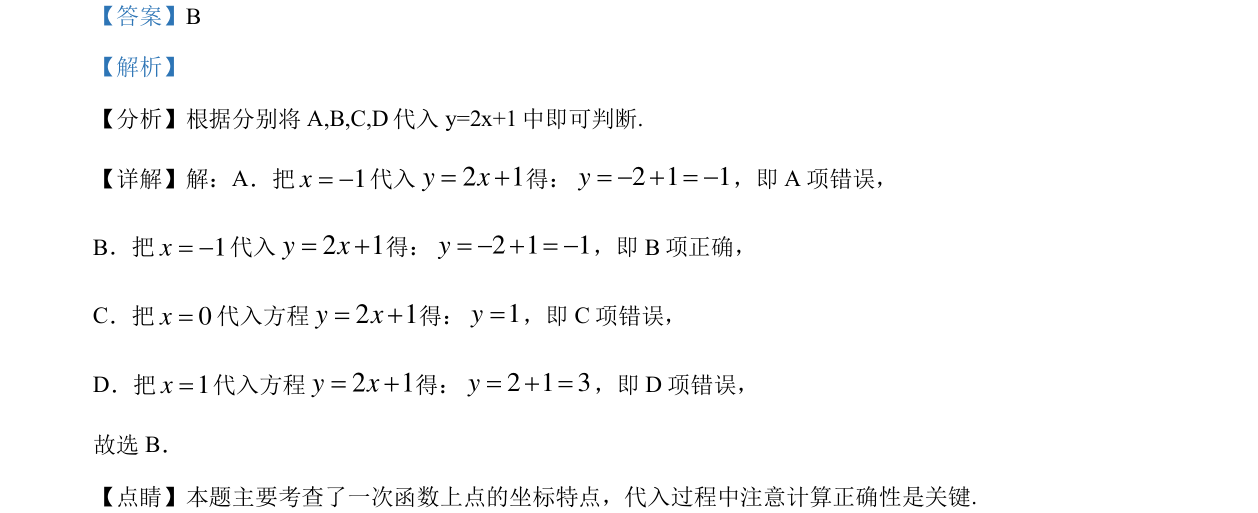 【答案】B
【解析】
【分析】根据分别将 A,B,C,D 代入 y=2x+1 中即可判断.
【详解】解：A．把 x = −1 代入 y = 2x+1 得： y = −2+1 = −1，即 A 项错误，
B．把 x = −1 代入 y = 2x+1 得： y = −2+1 = −1，即 B 项正确，
C．把 x = 0 代入方程 y = 2x+1 得： y = 1，即 C 项错误，
D．把 x = 1 代入方程 y = 2x+1 得： y = 2+1 = 3，即 D 项错误，
故选 B．
【点睛】本题主要考查了一次函数上点的坐标特点，代入过程中注意计算正确性是关键.